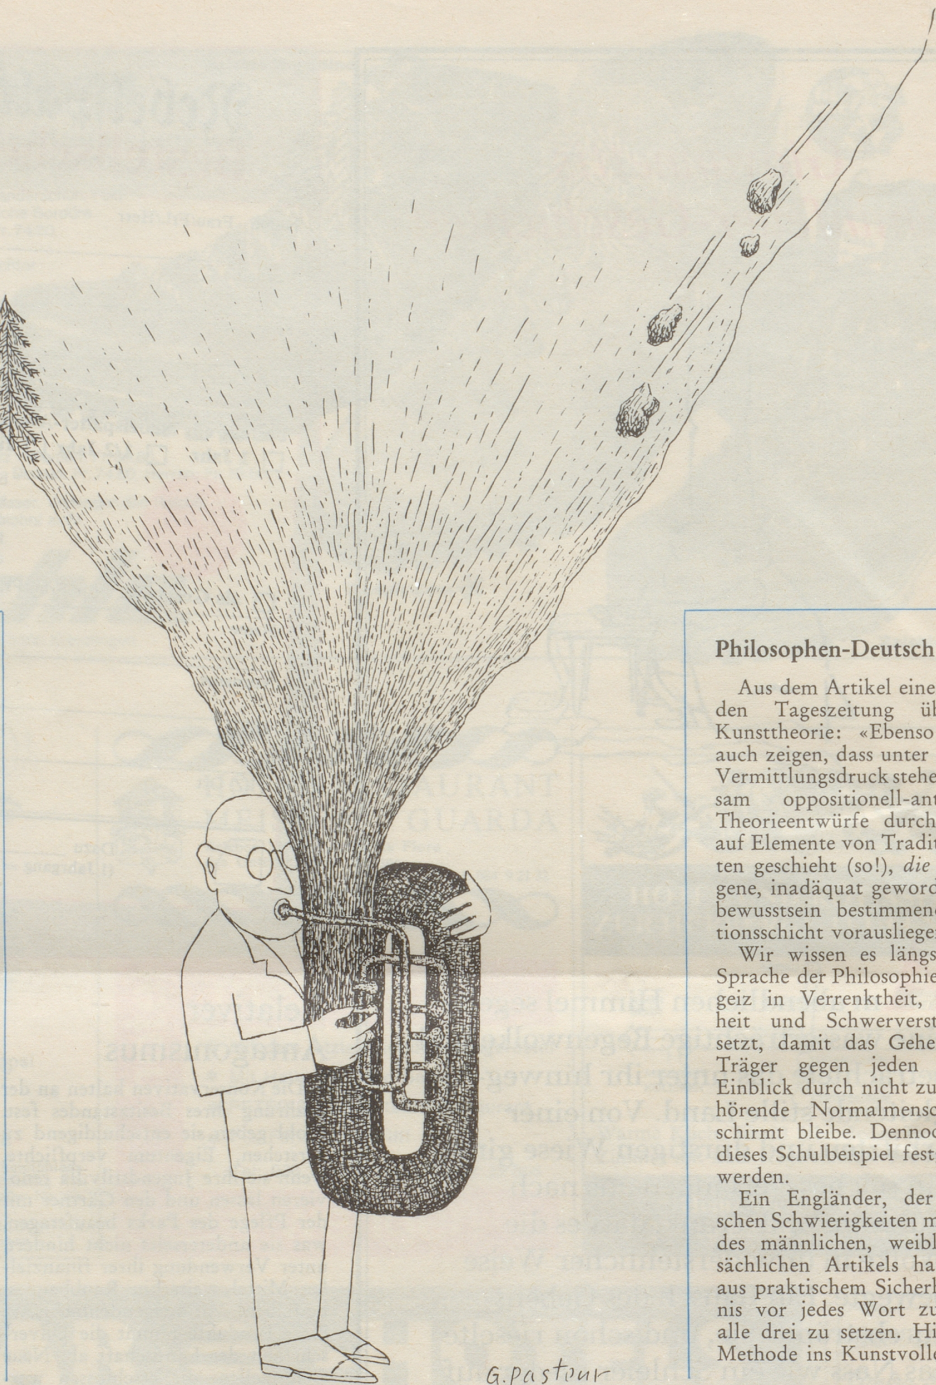 Philosophen-Deutsch
Aus dem Artikel eine
den Tageszeitung üb
Kunsttheorie: «Ebenso
auch zeigen, dass unter
Vermittlungsdruck stehe
sam oppositionell-ant
Theorieentwürfe durch
auf Elemente von Tradit
ten geschieht (so!), die
gene, inadäquat geword
bewusstsein bestimmend
tionsschicht vorausliege
Wir wissen es längs
Sprache der Philosophie
geiz in Verrenktheit,
heit und Schwerverst
setzt, damit das Gehe
Träger gegen jeden
Einblick durch nicht zu
hörende Normalmensc
schirmt bleibe. Dennoc
dieses Schulbeispiel fest
werden.
Ein Engländer, der
schen Schwierigkeiten m
des männlichen, weibl
sächlichen Artikels ha
aus praktischem Sicherh
nis vor jedes Wort zu
alle drei zu setzen. Hi
Methode ins Kunstvolle
G. Pastour